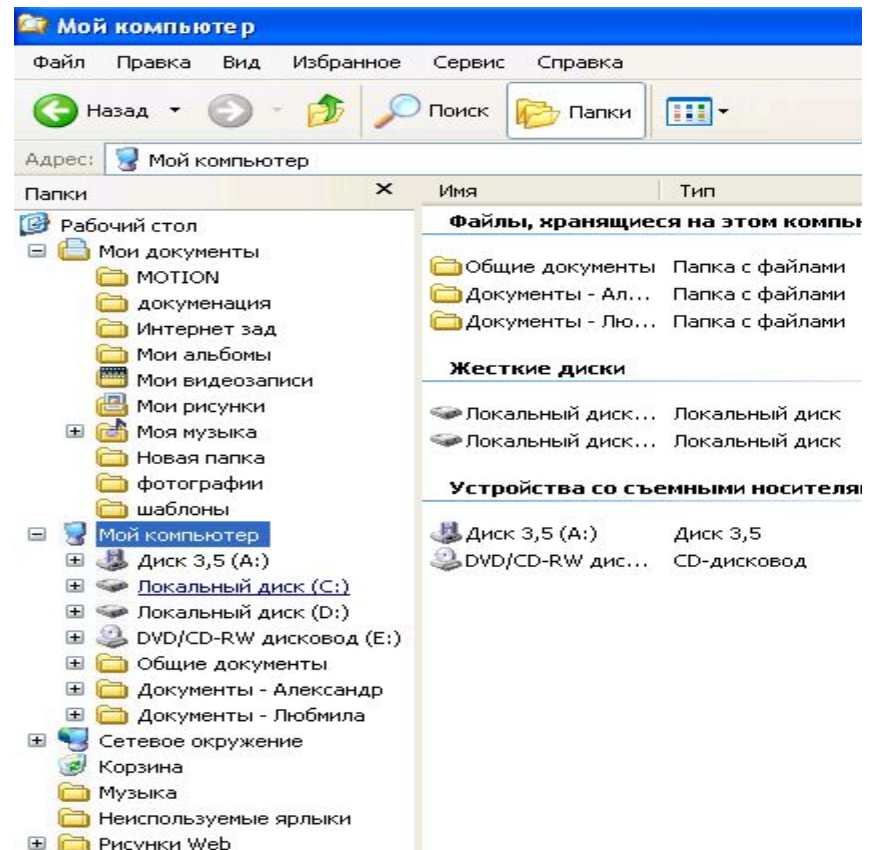 Мой компьютер
Файл Правка Вид Избранное Сервис Справка
Назад Поиск Папки
Адрес: Мой компьютер
Папки
Рабочий стол
Мои документы
MOTION
докуменация
Интернет зад
Мои альбомы
Мои видеозаписи
Мои рисунки
Моя музыка
Новая папка
фотографии
шаблоны
Мой компьютер
Диск 3,5 (A:)
Локальный диск (C:)
Локальный диск (D:)
DVD/CD-RW дисковод (E:)
Общие документы
Документы - Александр
Документы - Любмила
Сетевое окружение
Корзина
Музыка
Неиспользуемые ярлыки
Рисунки Web
Имя Тип
Файлы, хранящиеся на этом компь
Общие документы Папка с файлами
Документы - Ал... Папка с файлами
Документы - Лю... Папка с файлами
Жесткие диски
Локальный диск... Локальный диск
Локальный диск... Локальный диск
Устройства со съемными носителя
Диск 3,5 (A:) Диск 3,5
DVD/CD-RW дис... CD-дисковод